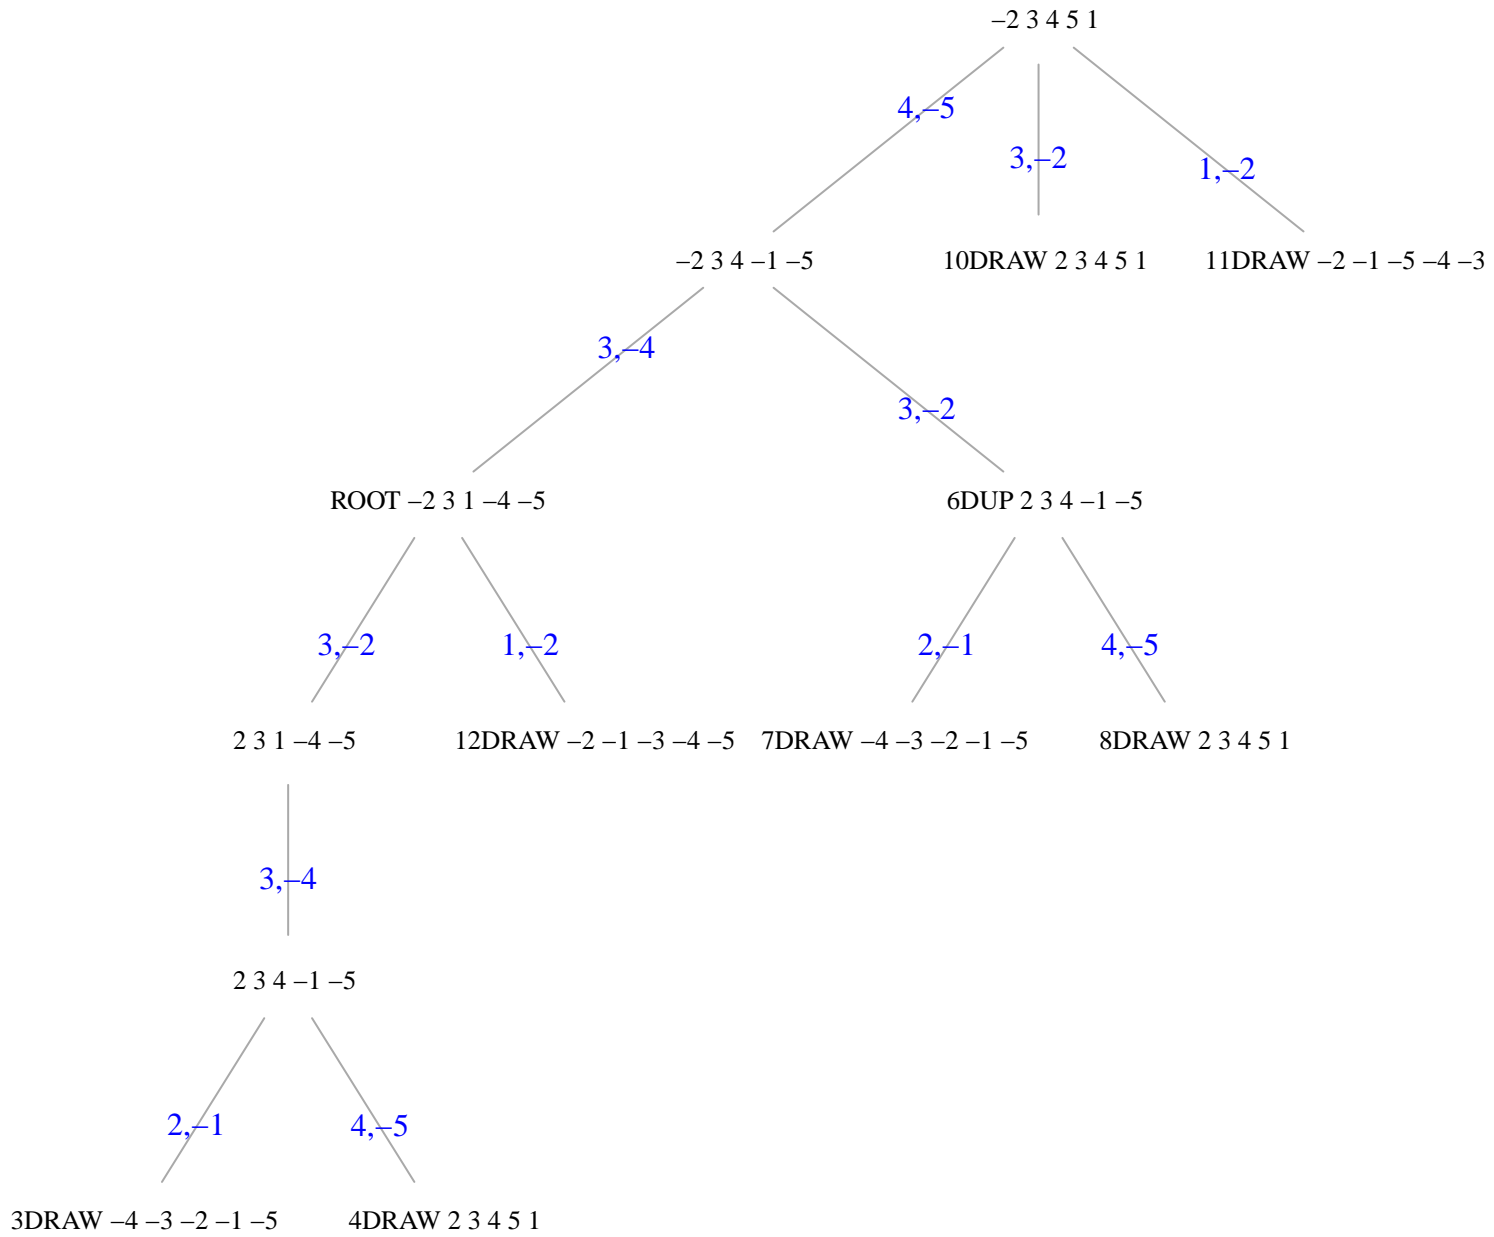 –2 3 4 5 1
4,–5
3,–2
1,–2
–2 3 4 –1 –5
10DRAW 2 3 4 5 1
11DRAW –2 –1 –5 –4 –3
3,–4
3,–2
ROOT –2 3 1 –4 –5
6DUP 2 3 4 –1 –5
3,–2
1,–2
2,–1
4,–5
2 3 1 –4 –5
12DRAW –2 –1 –3 –4 –5
7DRAW –4 –3 –2 –1 –5
8DRAW 2 3 4 5 1
3,–4
2 3 4 –1 –5
2,–1
4,–5
3DRAW –4 –3 –2 –1 –5
4DRAW 2 3 4 5 1